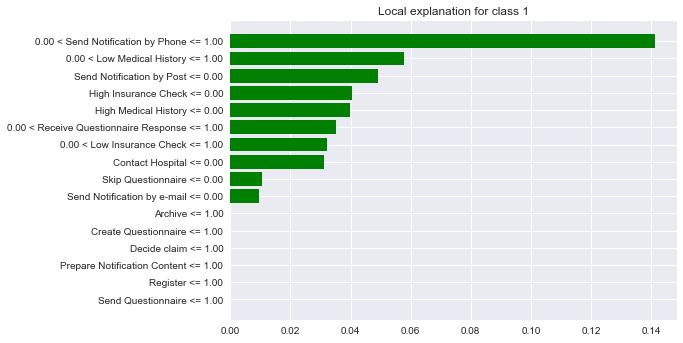 Local explanation for class 1
0.00 < Send Notification by Phone <= 1.00
0.00 < Low Medical History <= 1.00
Send Notification by Post <= 0.00
High Insurance Check <= 0.00
High Medical History <= 0.00
0.00 < Receive Questionnaire Response <= 1.00
0.00 < Low Insurance Check <= 1.00
Contact Hospital <= 0.00
Skip Questionnaire <= 0.00
Send Notification by e-mail <= 0.00
Archive <= 1.00
Create Questionnaire <= 1.00
Decide claim <= 1.00
Prepare Notification Content <= 1.00
Register <= 1.00
Send Questionnaire <= 1.00
0.00 0.02 0.04 0.06 0.08 0.10 0.12 0.14